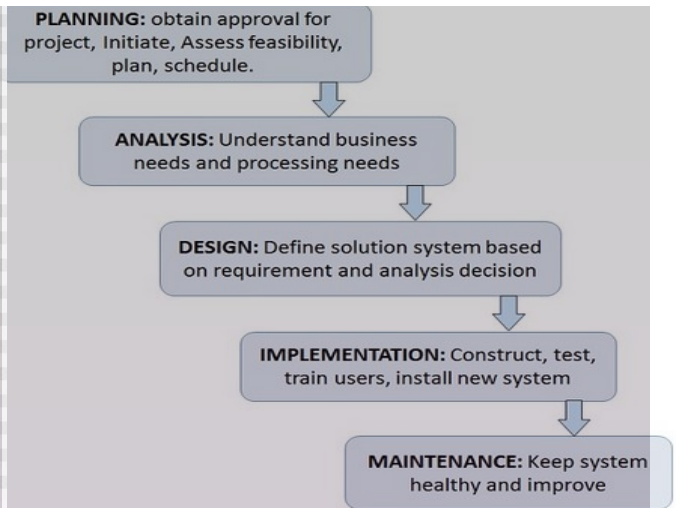 PLANNING: obtain approval for
project, Initiate, Assess feasibility,
plan, schedule.
ANALYSIS: Understand business
needs and processing needs
DESIGN: Define solution system based
on requirement and analysis decision
IMPLEMENTATION: Construct, test,
train users, install new system
MAINTENANCE: Keep system
healthy and improve